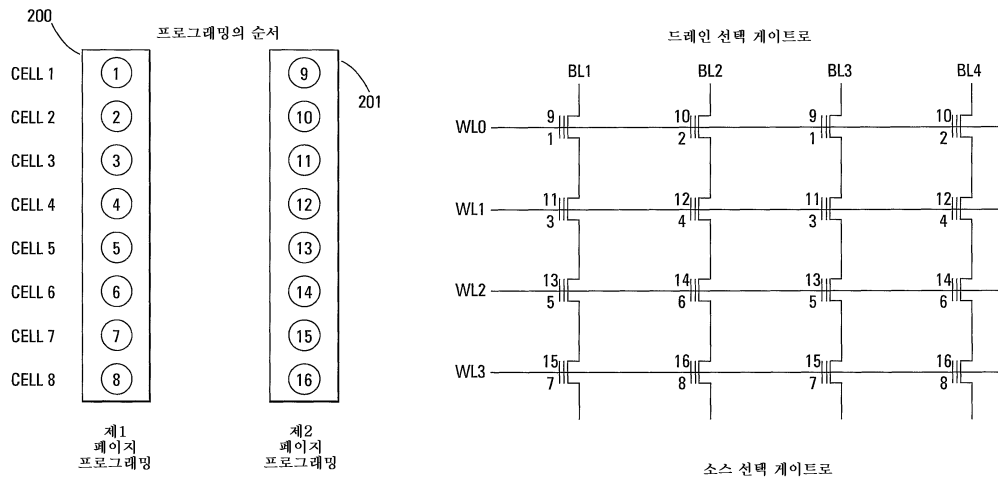 200
프로그래밍의 순서
CELL 1 1 9
201
CELL 2 2 10
CELL 3 3 11
CELL 4 4 12
CELL 5 5 13
CELL 6 6 14
CELL 7 7 15
CELL 8 8 16
제1 제2
페이지 페이지
프로그래밍 프로그래밍
드레인 선택 게이트로
BL1 BL2 BL3 BL4
9 10 9 10
WL0
1 2 1 2
11 12 11 12
WL1
3 4 3 4
13 14 13 14
WL2
5 6 5 6
15 16 15 16
WL3
7 8 7 8
소스 선택 게이트로